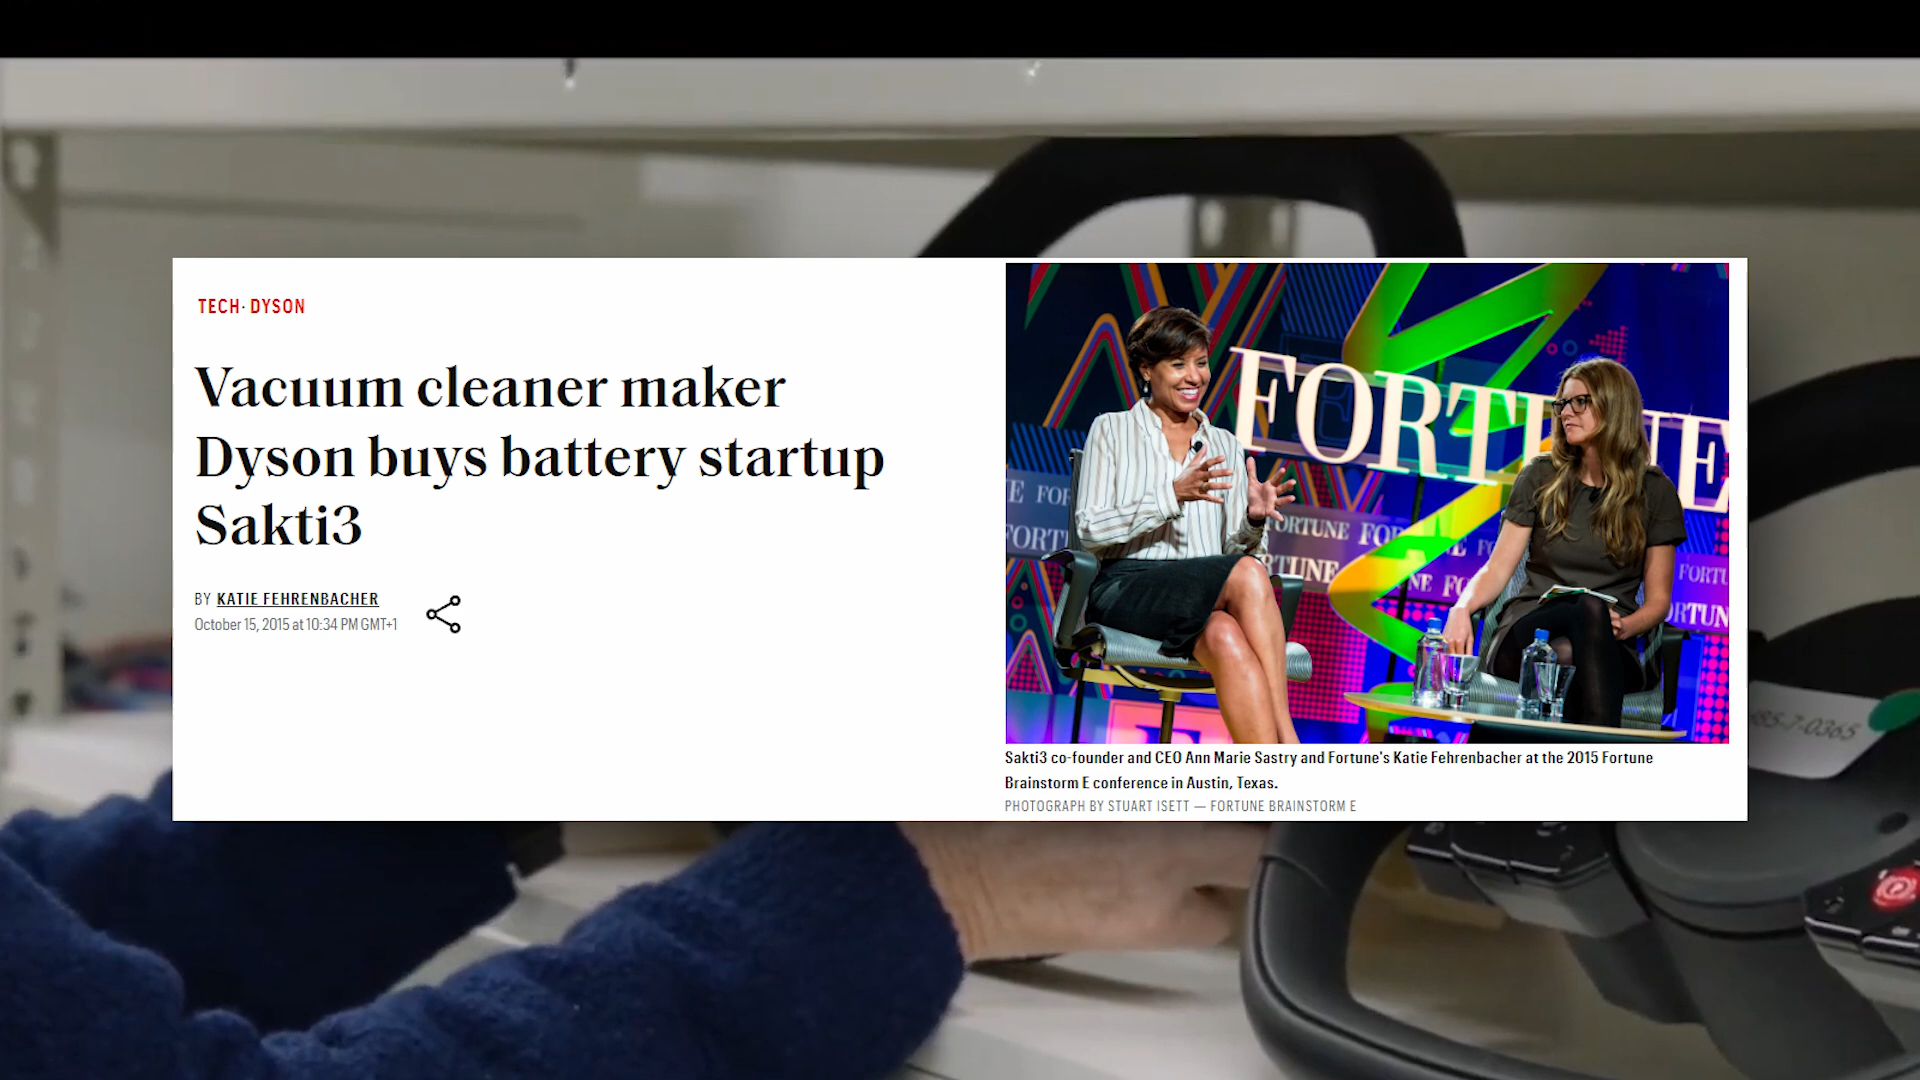 TECH· DYSON
Vacuum cleaner maker
Dyson buys battery startup
Sakti3
BY KATIE FEHRENBACHER
October 15, 2015 at 10:34 PM GMT+1
FORTUNE
FORTUNE
FORTUNE
Sakti3 co-founder and CEO Ann Marie Sastry and Fortune's Katie Fehrenbacher at the 2015 Fortune
Brainstorm E conference in Austin, Texas.
PHOTOGRAPH BY STUART ISETT — FORTUNE BRAINSTORM E